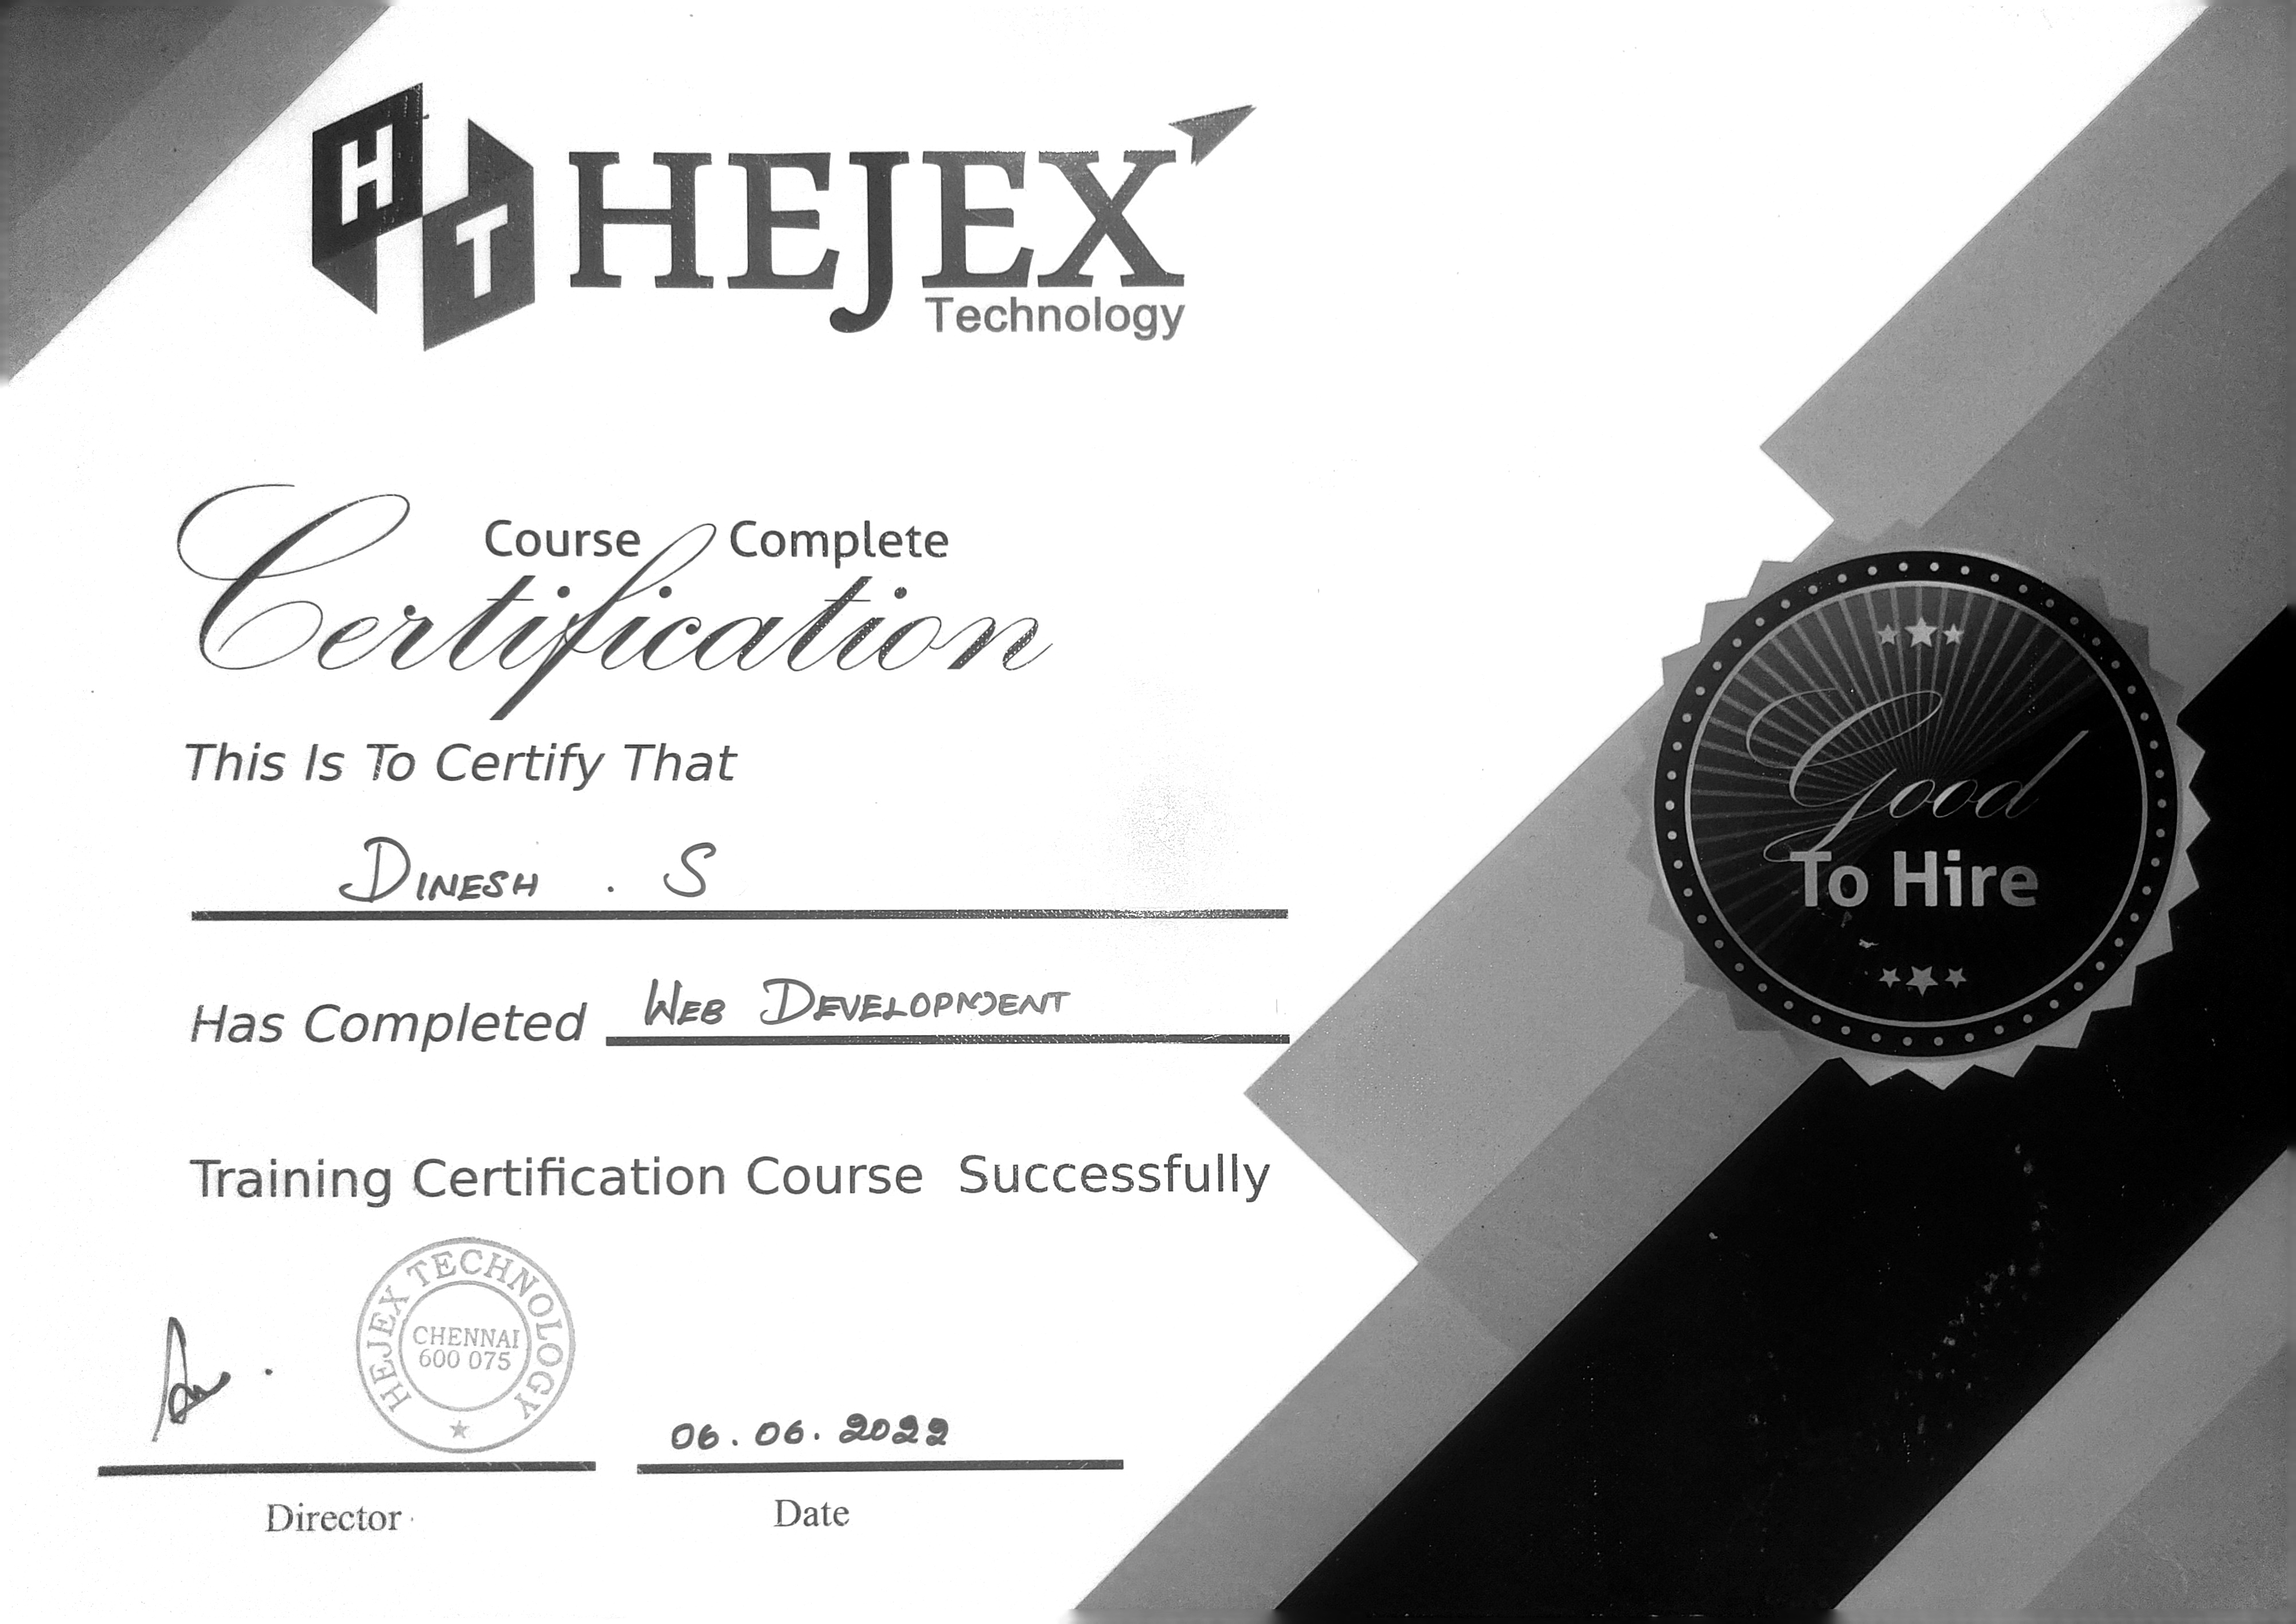 H
T
HEJEX
Technology
Course Complete
Certification
This Is To Certify That
DINESH . S
Has Completed WEB DEVELOPMENT
Training Certification Course Successfully
Good
To Hire
HEJEX TECHNOLOGY
CHENNAI
600 075
06.06.2022
Director
Date